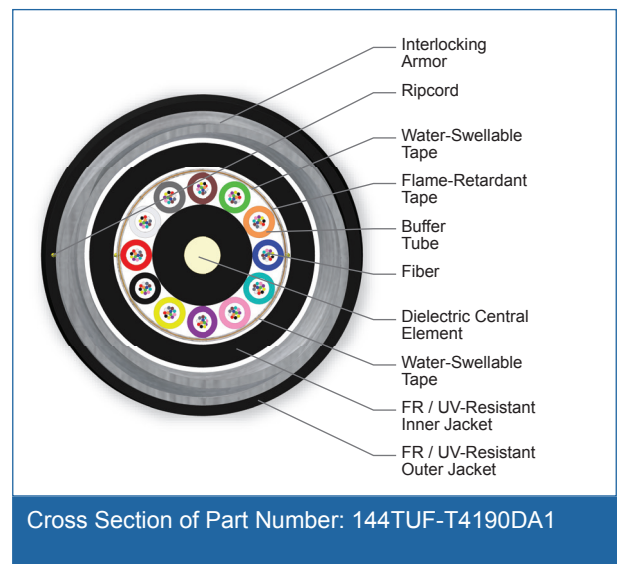 Interlocking
Armor
Ripcord
Water-Swellable
Tape
Flame-Retardant
Tape
Buffer
Tube
Fiber
Dielectric Central
Element
Water-Swellable
Tape
FR / UV-Resistant
Inner Jacket
FR / UV-Resistant
Outer Jacket
Cross Section of Part Number: 144TUF-T4190DA1